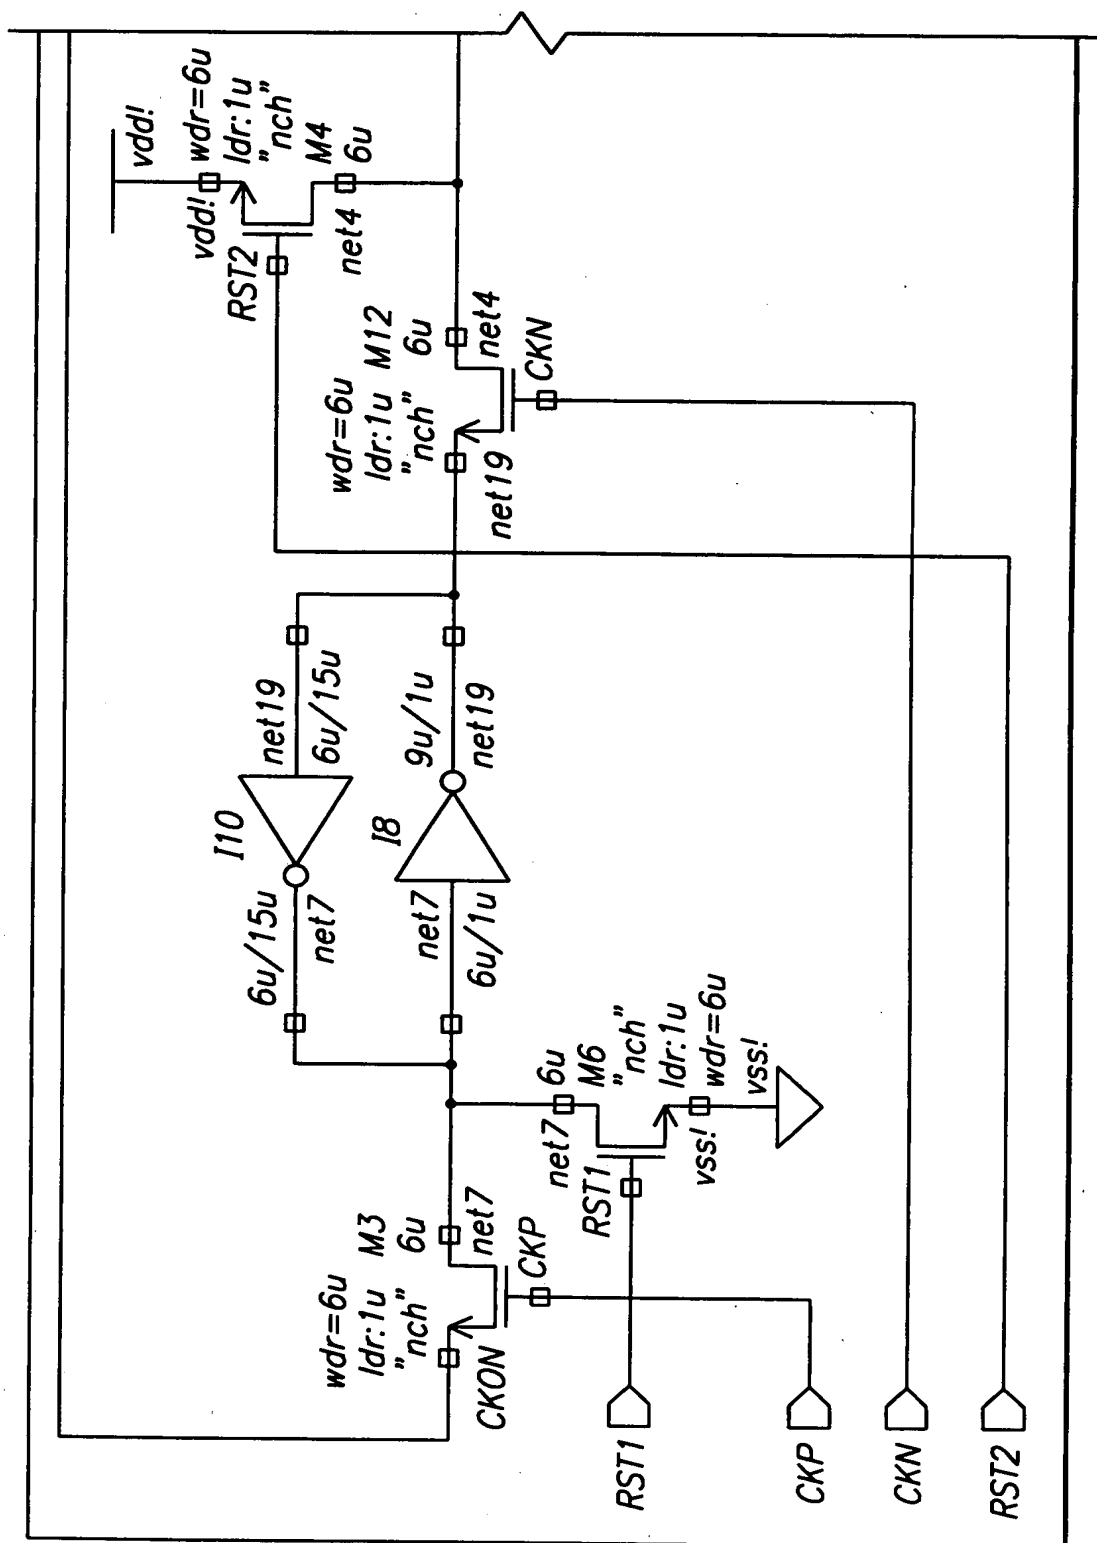 vdd!
vdd!
wdr=6u
ldr:1u
"nch"
M4
6u
RST2
net4
wdr=6u
ldr:1u
"nch"
M12
6u
net4
net19
CKN
I10
net19
6u/15u
6u/15u
net7
I8
9u/1u
net19
net7
6u/1u
wdr=6u
ldr:1u
"nch"
M3
6u
net7
CKON
CKP
6u
M6
"nch"
ldr:1u
wdr=6u
net7
RST1
vss!
vss!
RST1
CKP
CKN
RST2